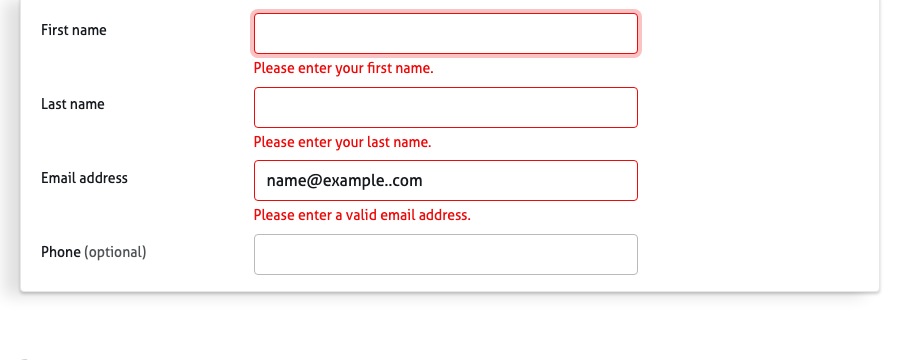 First name
Please enter your first name.
Last name
Please enter your last name.
Email address
name@example..com
Please enter a valid email address.
Phone (optional)